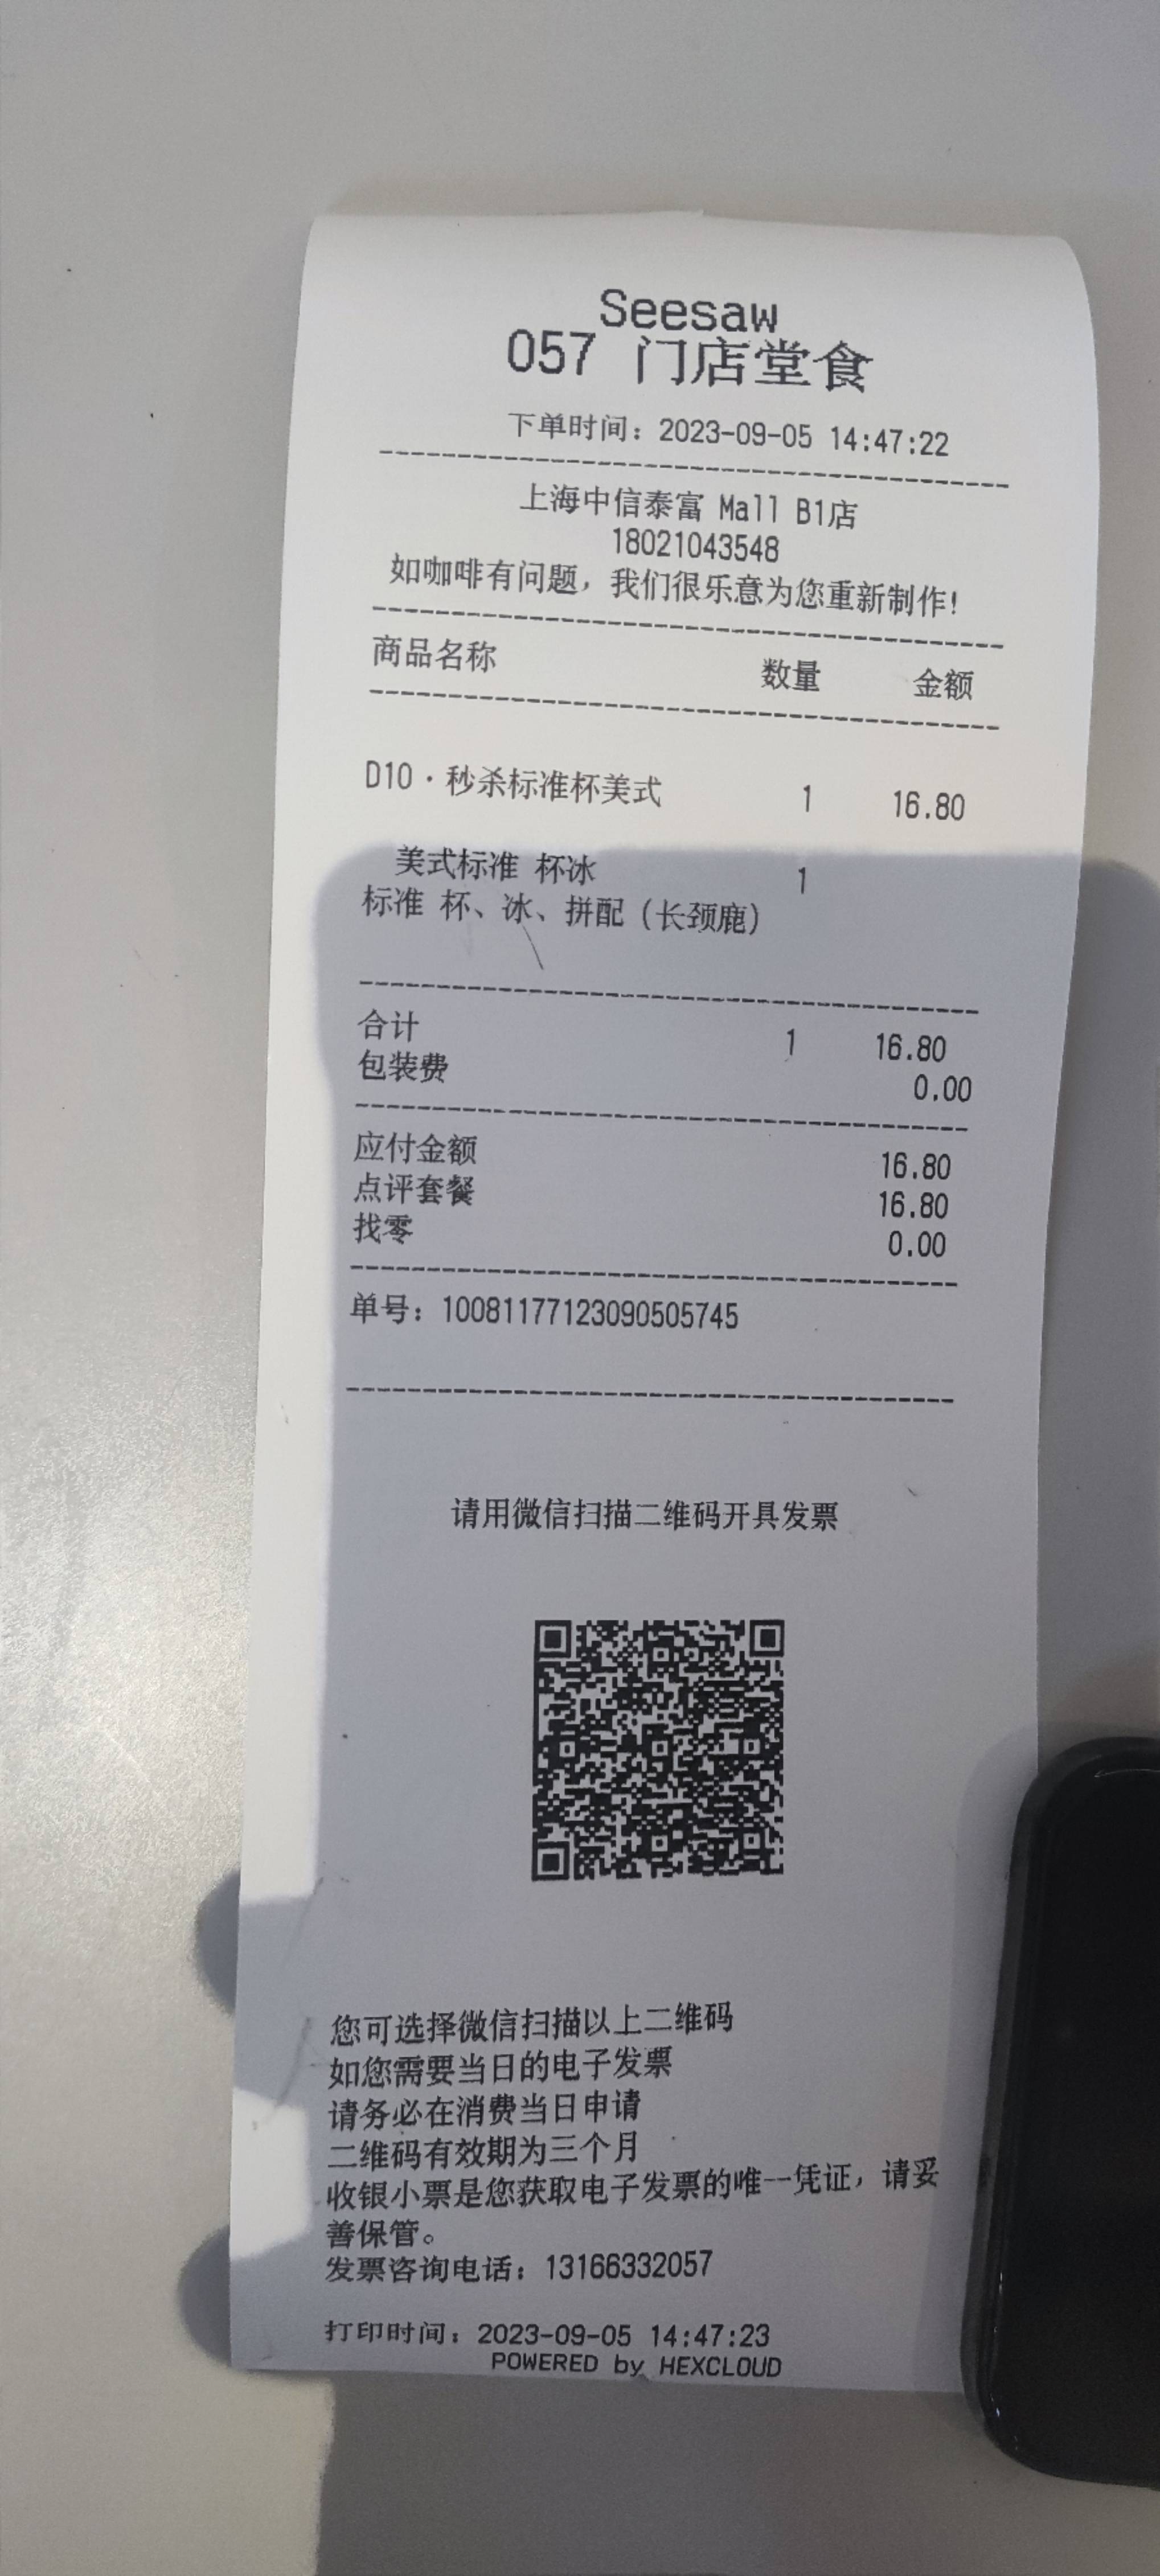 Seesaw
057 门店堂食
下单时间：2023-09-05 14:47:22
上海中信泰富 Mall B1店
18021043548
如咖啡有问题，我们很乐意为您重新制作！
商品名称 数量 金额
D10·秒杀标准杯美式 1 16.80
美式标准 杯冰 1
标准 杯、冰、拼配（长颈鹿）
合计 1 16.80
包装费 0.00
应付金额 16.80
点评套餐 16.80
找零 0.00
单号：10081177123090505745
请用微信扫描二维码开具发票
您可选择微信扫描以上二维码
如您需要当日的电子发票
请务必在消费当日申请
二维码有效期为三个月
收银小票是您获取电子发票的唯一凭证，请妥
善保管。
发票咨询电话：13166332057
打印时间：2023-09-05 14:47:23
POWERED by HEXCLOUD